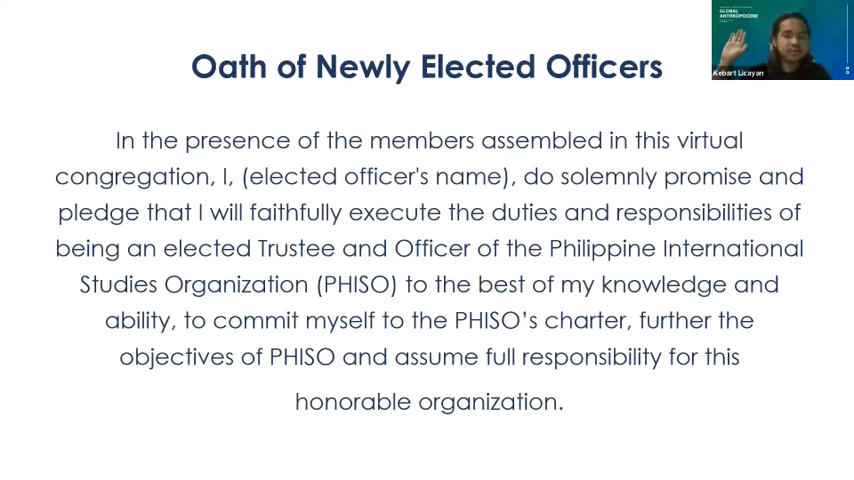 GLOBAL
ANTHROPOCENE
Kebart Licayan
Oath of Newly Elected Officers
In the presence of the members assembled in this virtual
congregation, I, (elected officer's name), do solemnly promise and
pledge that I will faithfully execute the duties and responsibilities of
being an elected Trustee and Officer of the Philippine International
Studies Organization (PHISO) to the best of my knowledge and
ability, to commit myself to the PHISO’s charter, further the
objectives of PHISO and assume full responsibility for this
honorable organization.